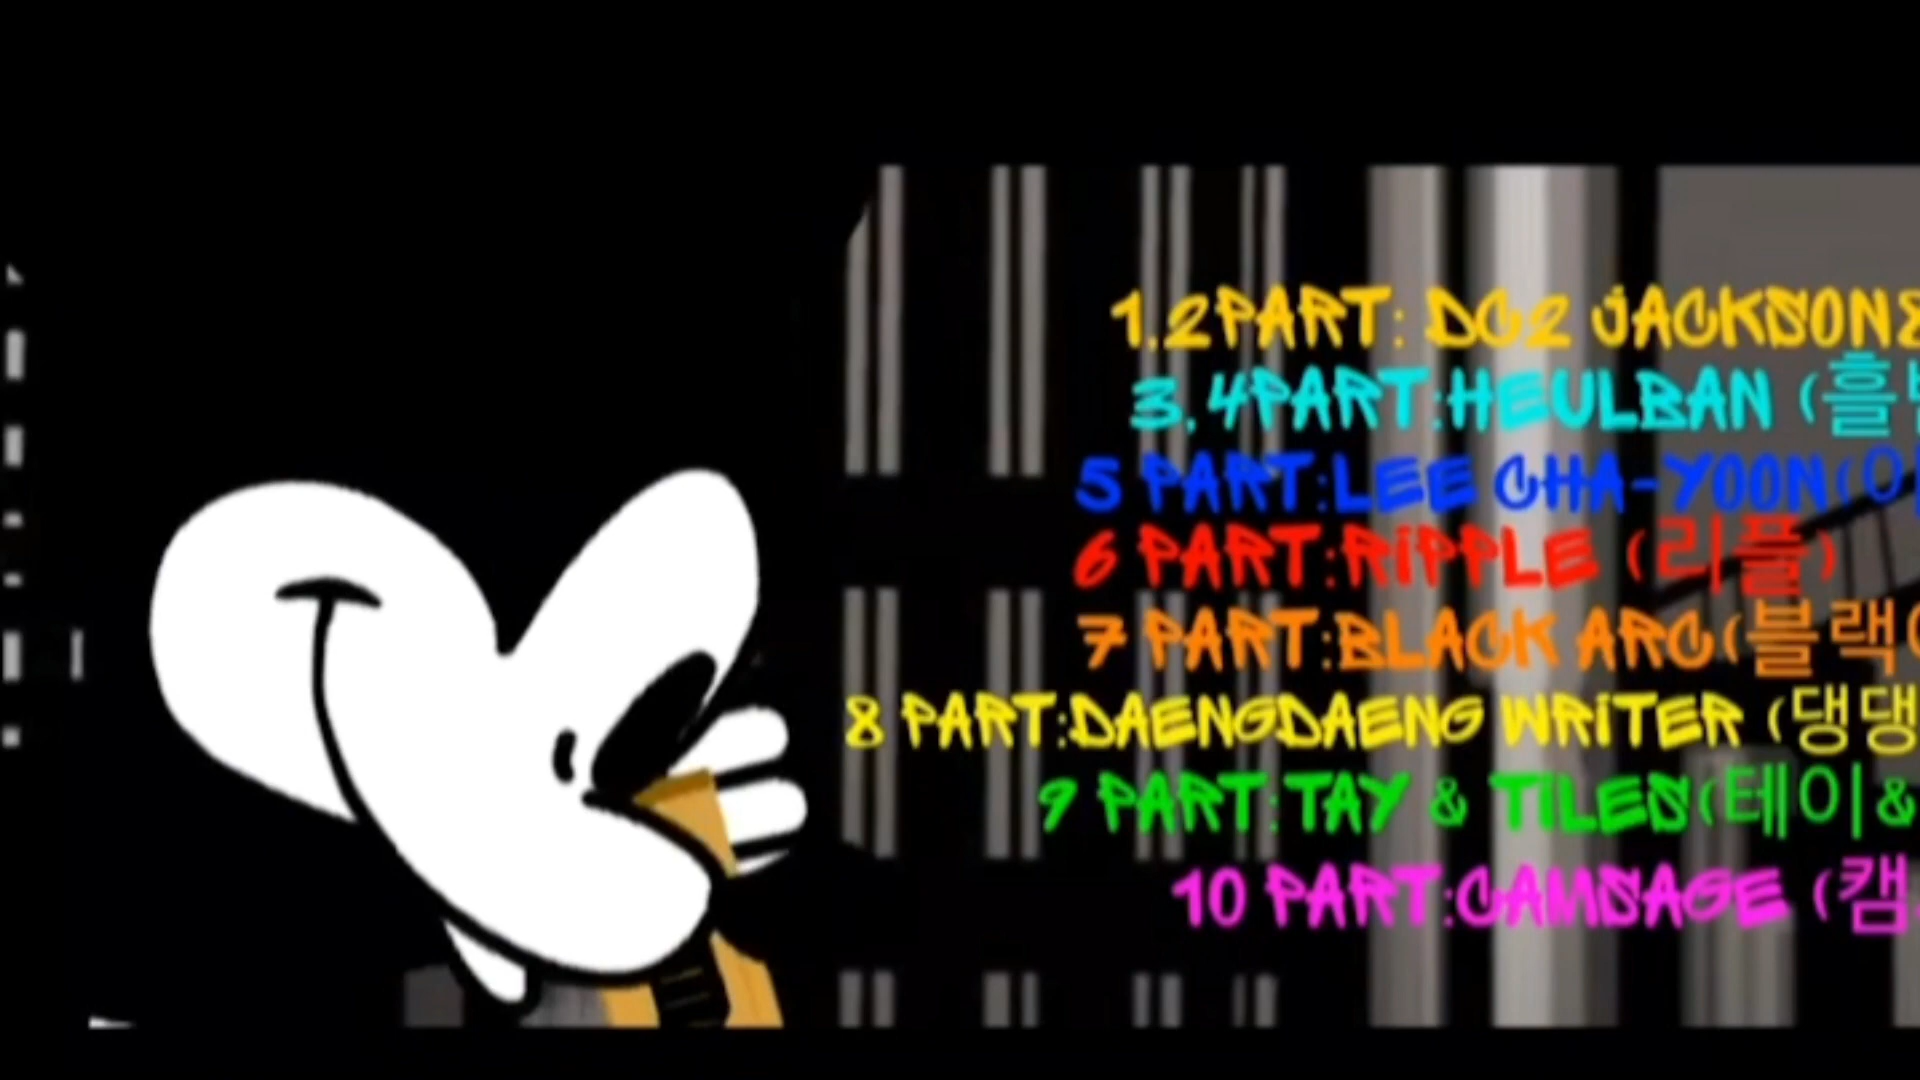 1.2PART: DC2 JACKSON&
3.4PART:HEULBAN (흘
5 PART:LEE CHA-YOON(이
6 PART:RIPPLE (리플)
7 PART:BLACK ARC(블랙
8 PART:DAENGDAENG WRITER (댕댕
9 PART:TAY & TILES(테이&
10 PART:CAMSAGE (캠